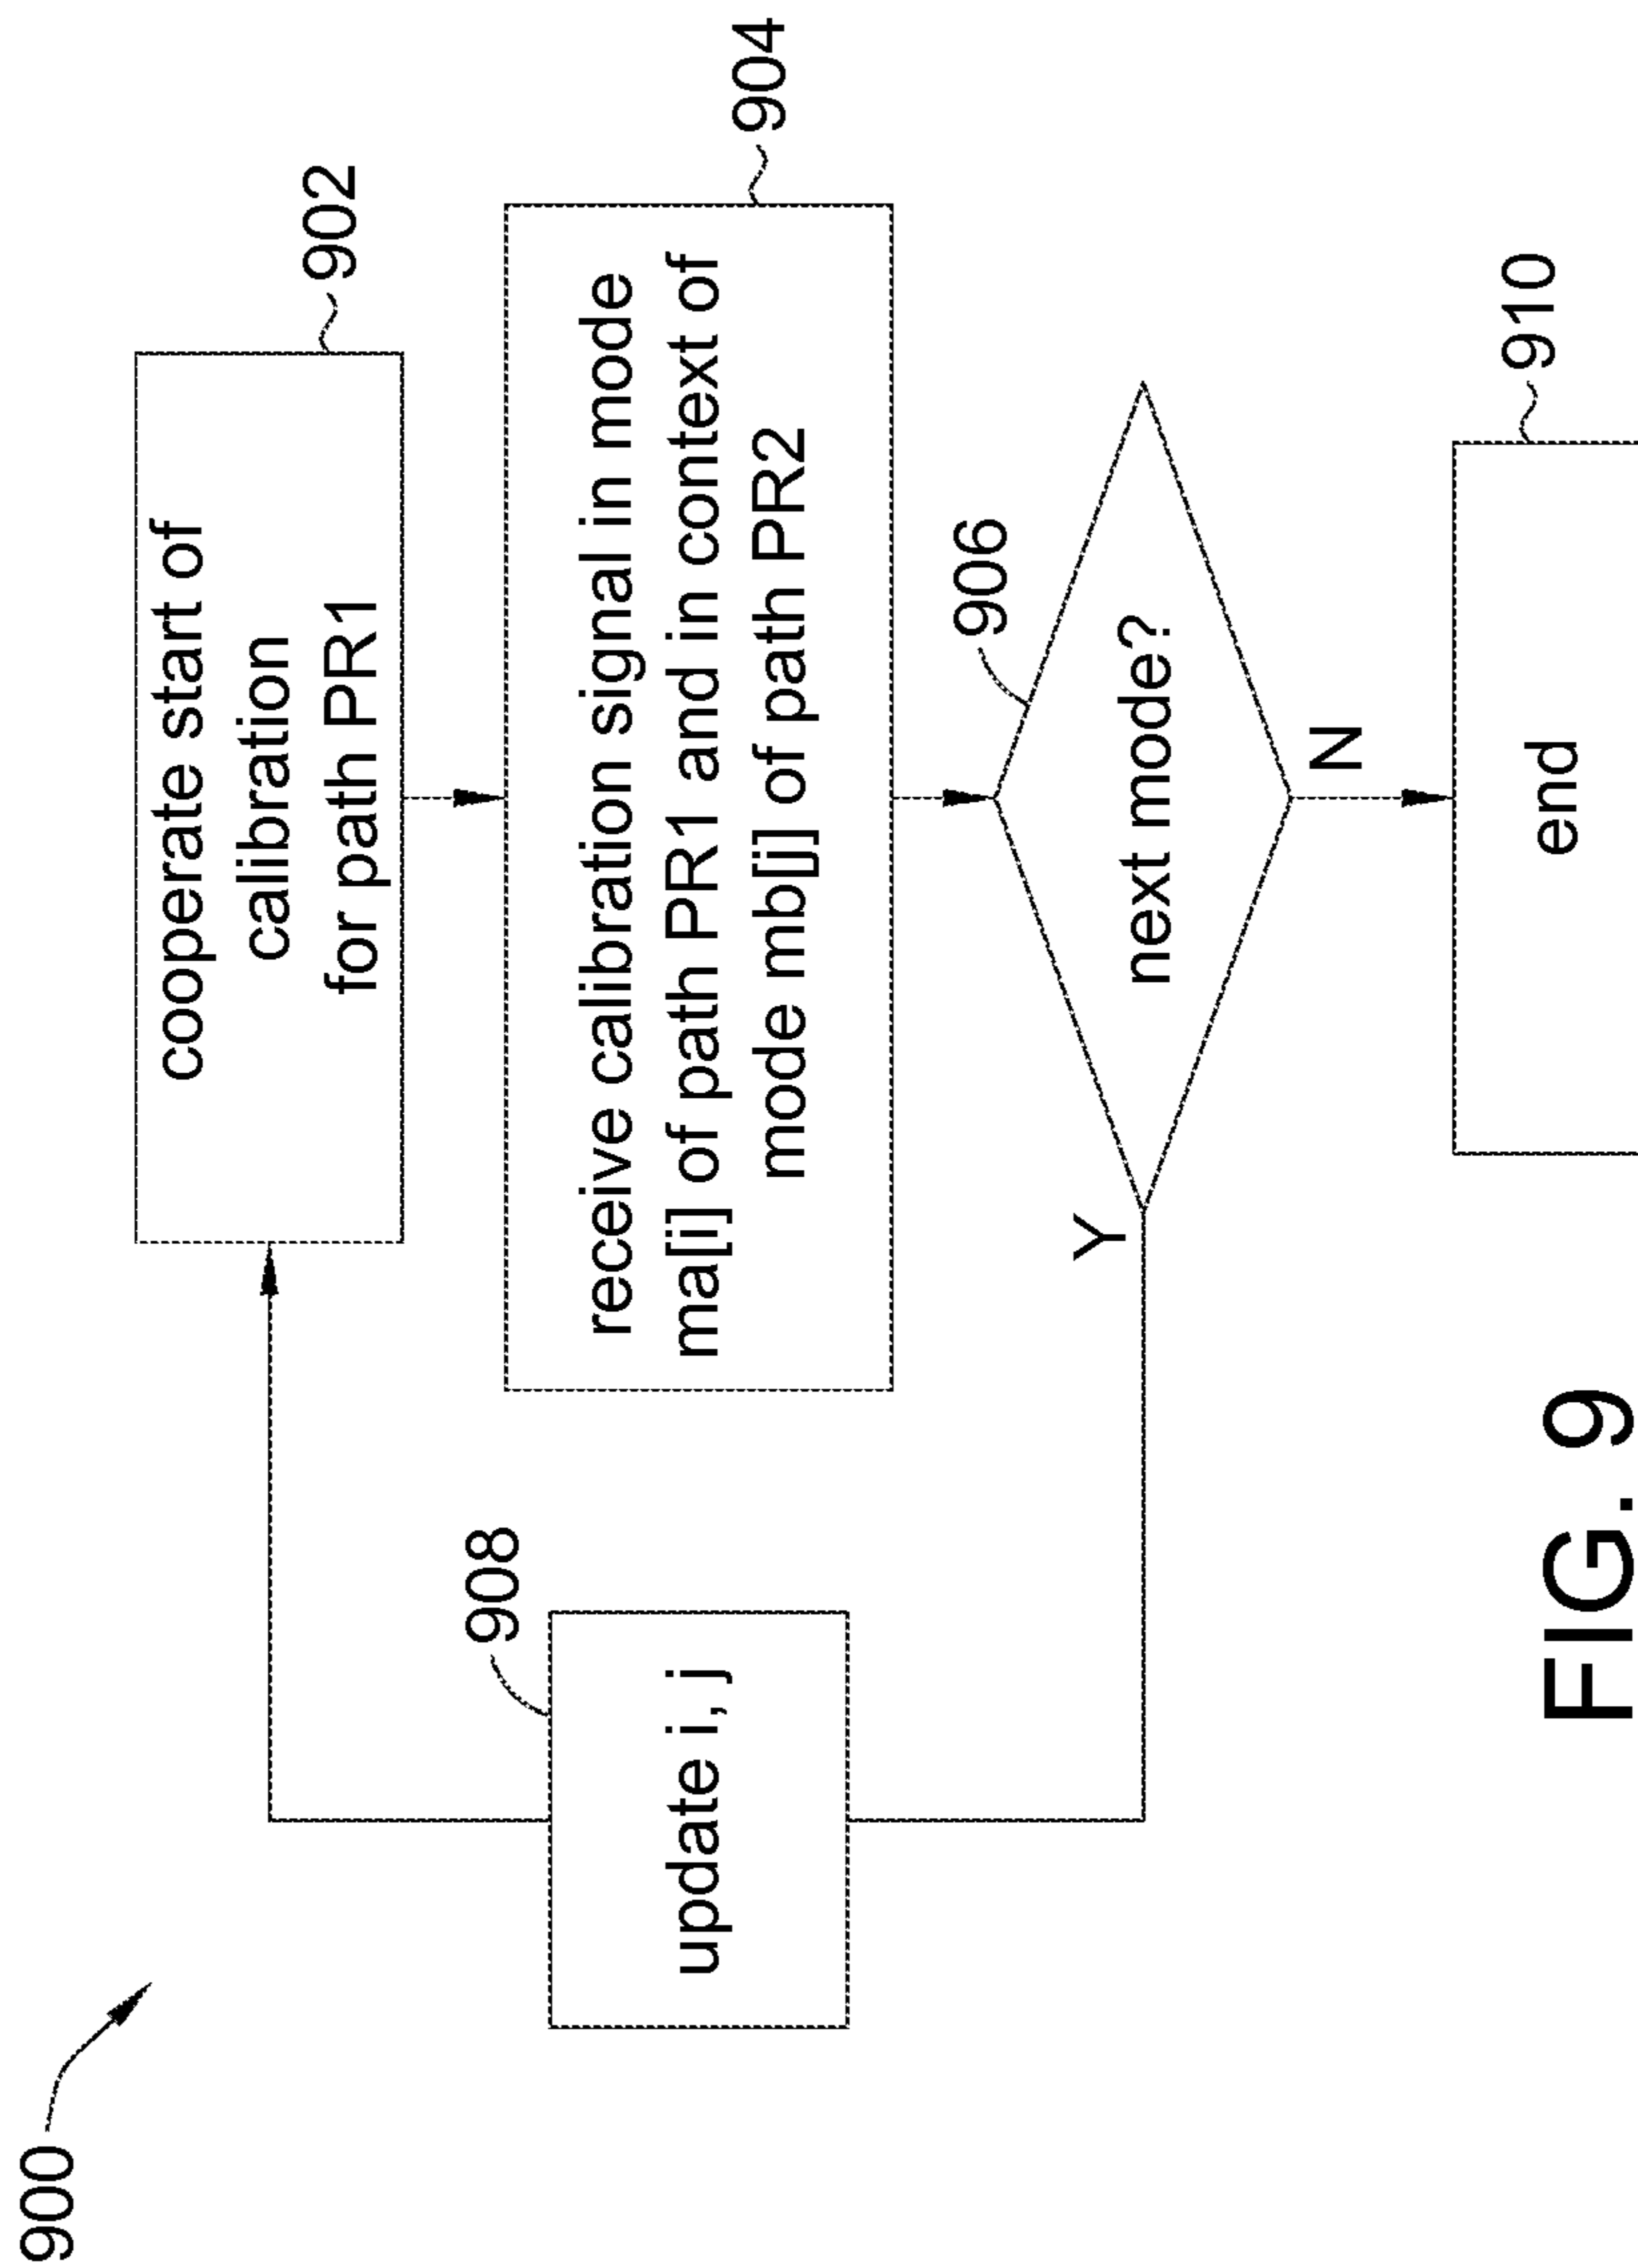 900
cooperate start of
calibration
for path PR1
902
receive calibration signal in mode
ma[i] of path PR1 and in context of
mode mb[j] of path PR2
904
906
next mode?
Y
N
908
update i, j
910
end
FIG. 9